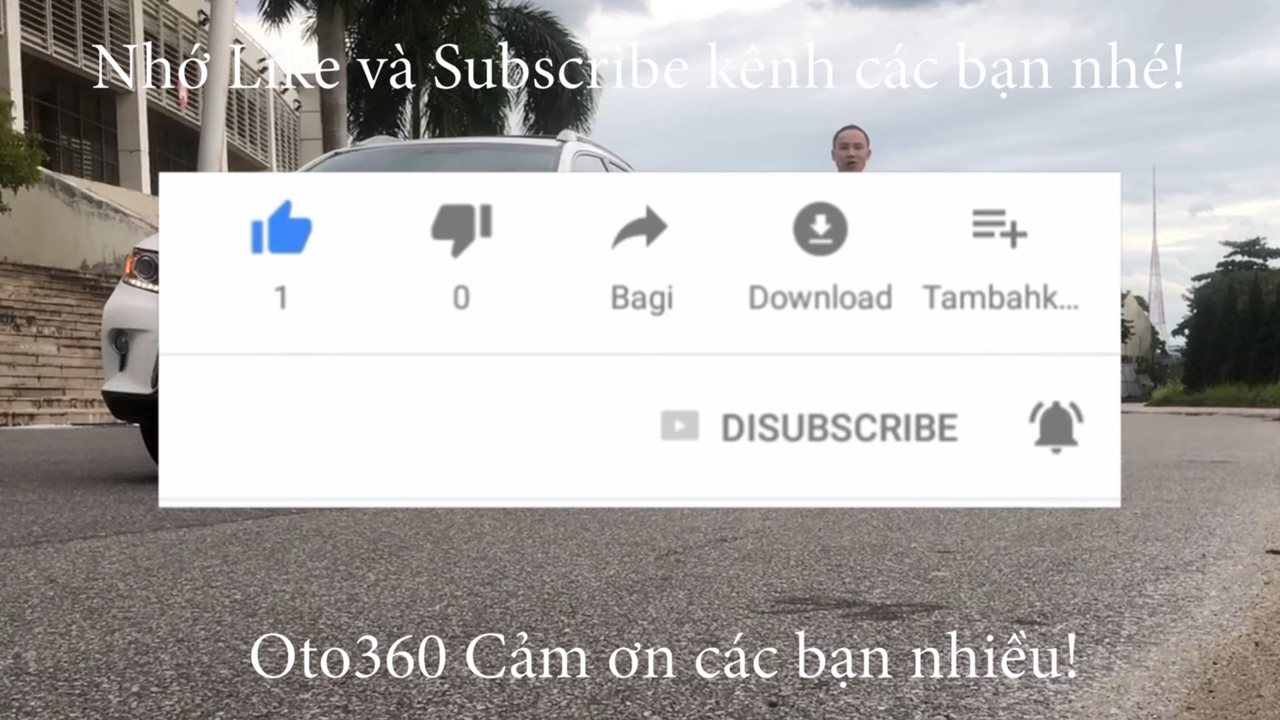 Nhớ Like và Subscribe kênh các bạn nhé!
1 0 Bagi Download Tambahk...
DISUBSCRIBE
Oto360 Cảm ơn các bạn nhiều!